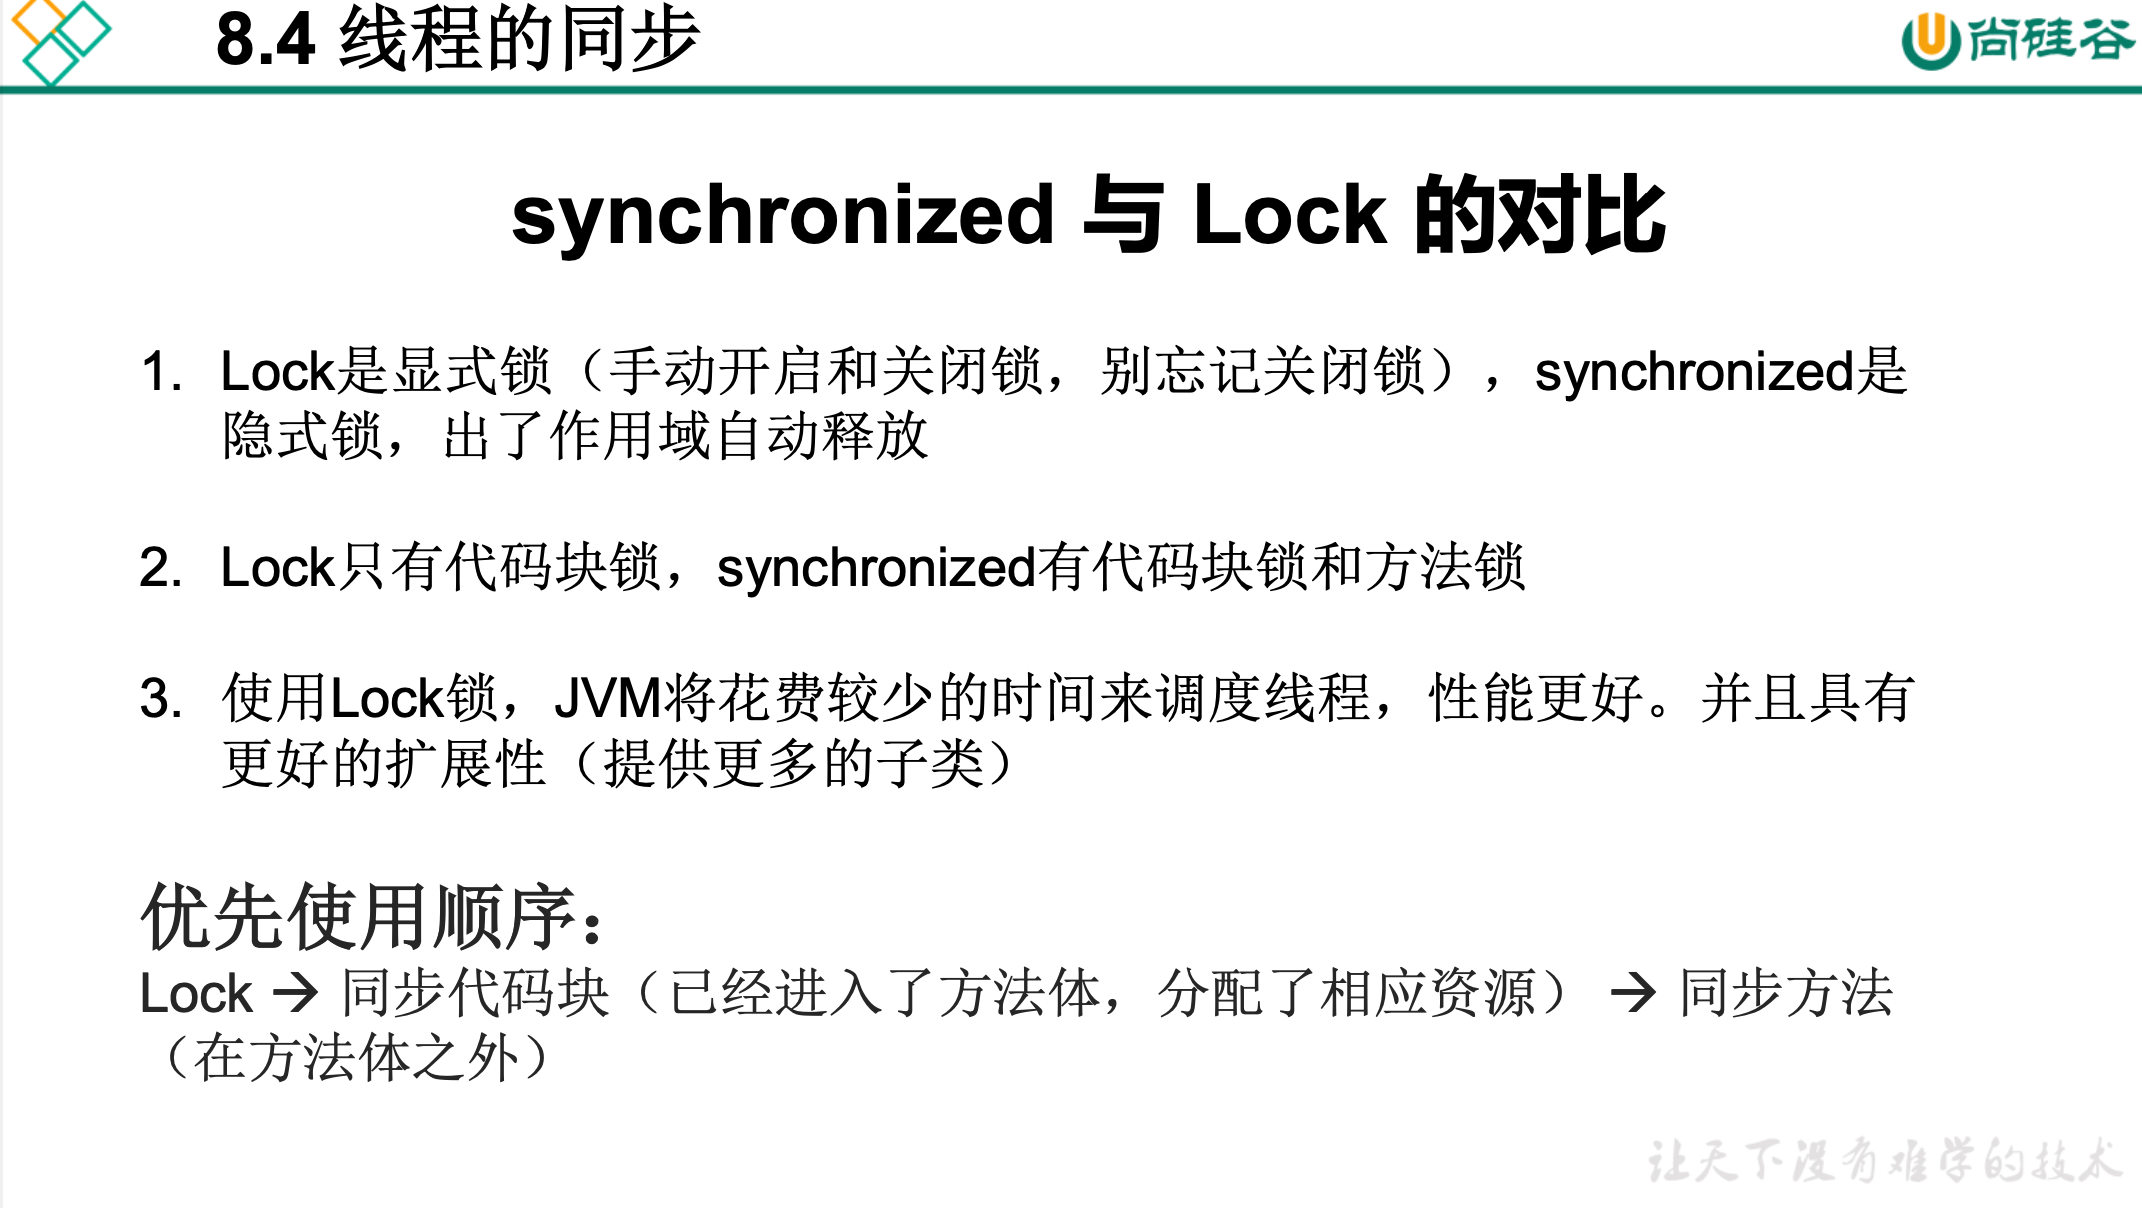 8.4 线程的同步
尚硅谷
synchronized 与 Lock 的对比
1. Lock是显式锁（手动开启和关闭锁，别忘记关闭锁），synchronized是
隐式锁，出了作用域自动释放
2. Lock只有代码块锁，synchronized有代码块锁和方法锁
3. 使用Lock锁，JVM将花费较少的时间来调度线程，性能更好。并且具有
更好的扩展性（提供更多的子类）
优先使用顺序：
Lock → 同步代码块（已经进入了方法体，分配了相应资源） → 同步方法
（在方法体之外）
让天下没有难学的技术